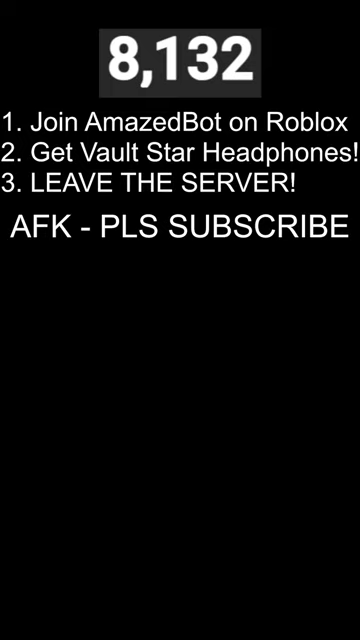 8,132
1. Join AmazedBot on Roblox
2. Get Vault Star Headphones!
3. LEAVE THE SERVER!
AFK - PLS SUBSCRIBE